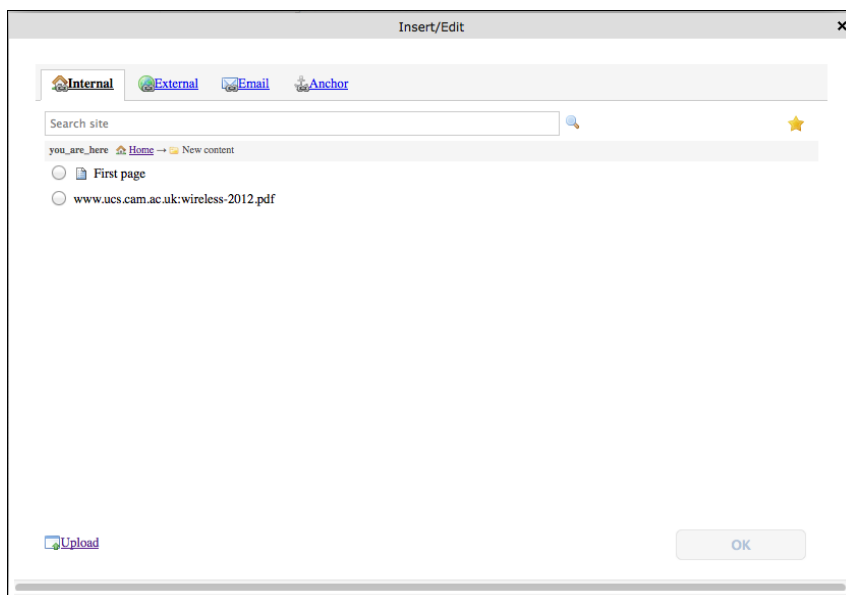 Insert/Edit
Internal External Email Anchor
Search site
you_are_here Home → New content
First page
www.ucs.cam.ac.uk:wireless-2012.pdf
Upload OK